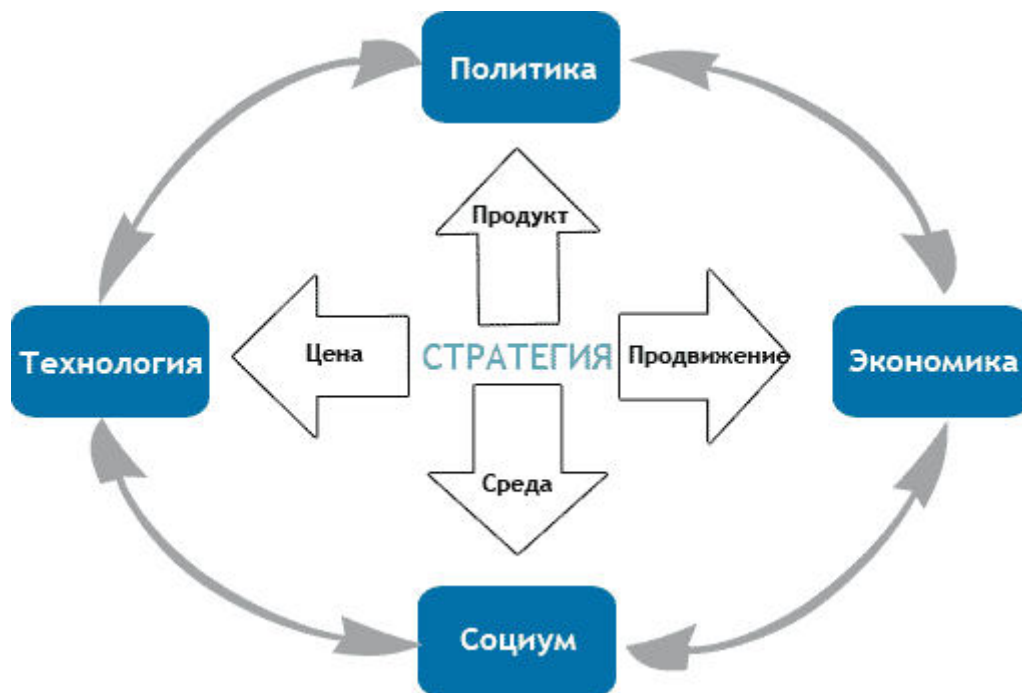 Политика
Продукт
Технология
Цена
СТРАТЕГИЯ
Продвижение
Экономика
Среда
Социум